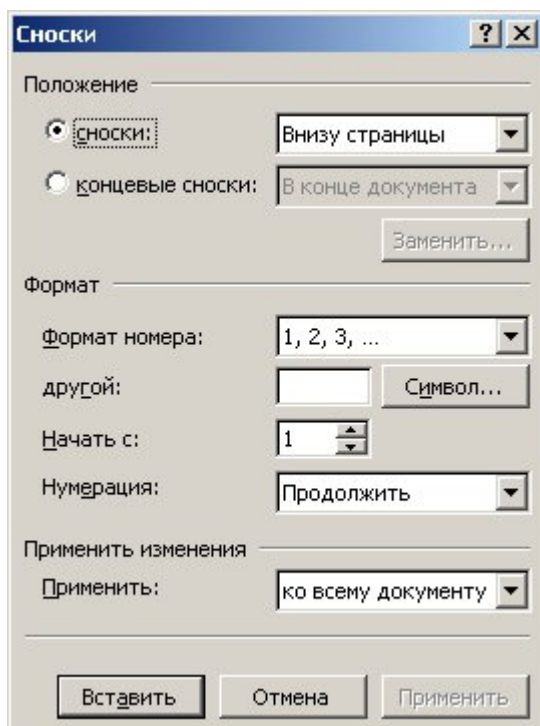 Сноски
Положение
сноски: Внизу страницы
концевые сноски: В конце документа
Заменить...
Формат
Формат номера: 1, 2, 3, ...
другой: Символ...
Начать с: 1
Нумерация: Продолжить
Применить изменения
Применить: ко всему документу
Вставить Отмена Применить